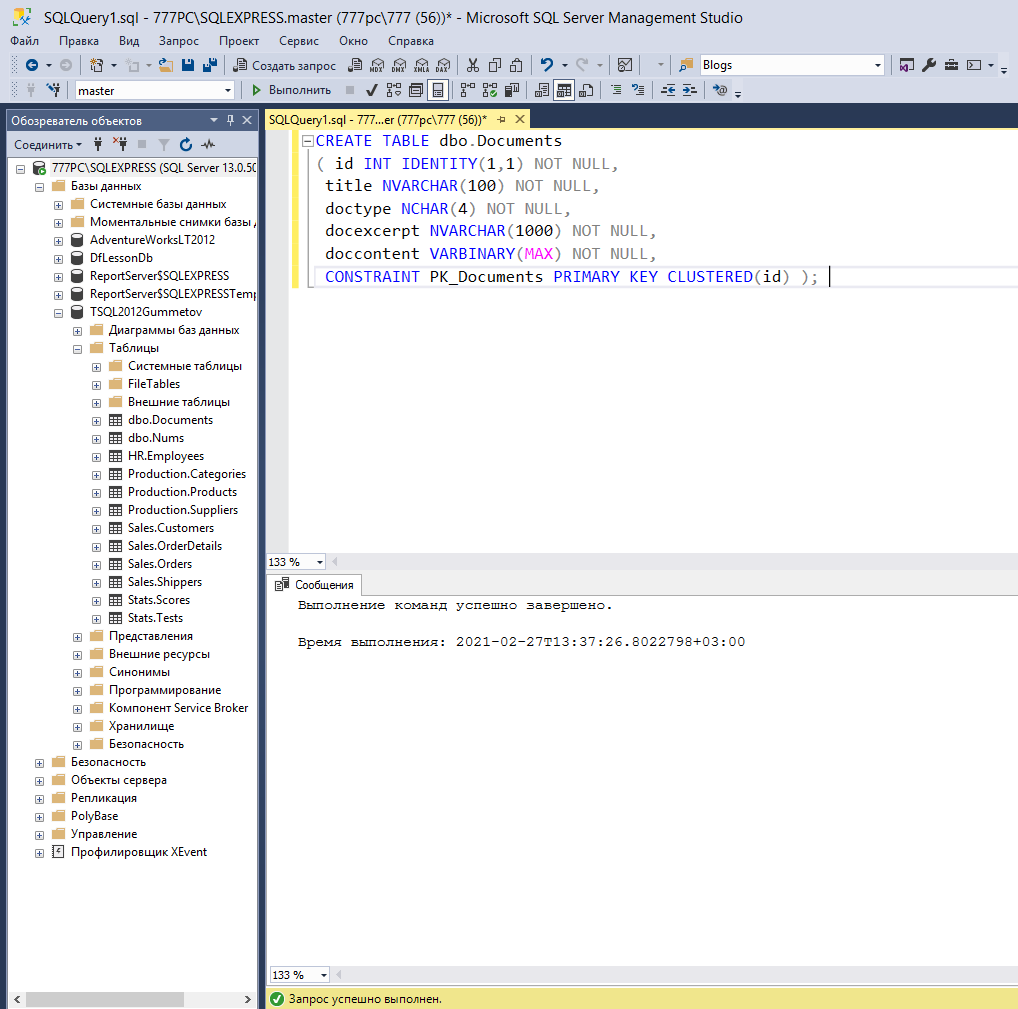 SQLQuery1.sql - 777PC\SQLEXPRESS.master (777pc\777 (56))* - Microsoft SQL Server Management Studio
Файл Правка Вид Запрос Проект Сервис Окно Справка
Создать запрос MDX DMX XMLA DAX Blogs
master Выполнить
Обозреватель объектов
Соединить
777PC\SQLEXPRESS (SQL Server 13.0.50
Базы данных
Системные базы данных
Моментальные снимки базы
AdventureWorksLT2012
DfLessonDb
ReportServer$SQLEXPRESS
ReportServer$SQLEXPRESSTemp
TSQL2012Gummetov
Диаграммы баз данных
Таблицы
Системные таблицы
FileTables
Внешние таблицы
dbo.Documents
dbo.Nums
HR.Employees
Production.Categories
Production.Products
Production.Suppliers
Sales.Customers
Sales.OrderDetails
Sales.Orders
Sales.Shippers
Stats.Scores
Stats.Tests
Представления
Внешние ресурсы
Синонимы
Программирование
Компонент Service Broker
Хранилище
Безопасность
Безопасность
Объекты сервера
Репликация
PolyBase
Управление
Профилировщик XEvent
SQLQuery1.sql - 777...er (777pc\777 (56))*
CREATE TABLE dbo.Documents
( id INT IDENTITY(1,1) NOT NULL,
title NVARCHAR(100) NOT NULL,
doctype NCHAR(4) NOT NULL,
docexcerpt NVARCHAR(1000) NOT NULL,
doccontent VARBINARY(MAX) NOT NULL,
CONSTRAINT PK_Documents PRIMARY KEY CLUSTERED(id) );
133 %
Сообщения
Выполнение команд успешно завершено.
Время выполнения: 2021-02-27T13:37:26.8022798+03:00
133 %
Запрос успешно выполнен.